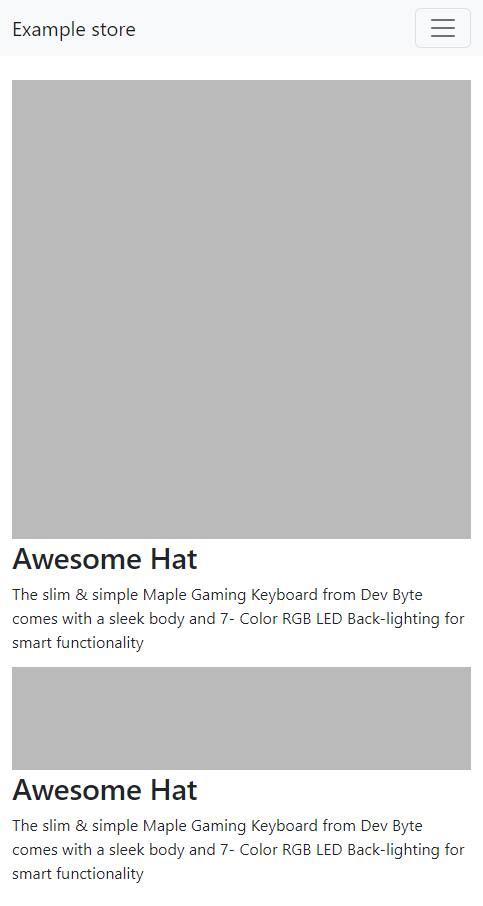 Example store
Awesome Hat
The slim & simple Maple Gaming Keyboard from Dev Byte
comes with a sleek body and 7- Color RGB LED Back-lighting for
smart functionality
Awesome Hat
The slim & simple Maple Gaming Keyboard from Dev Byte
comes with a sleek body and 7- Color RGB LED Back-lighting for
smart functionality